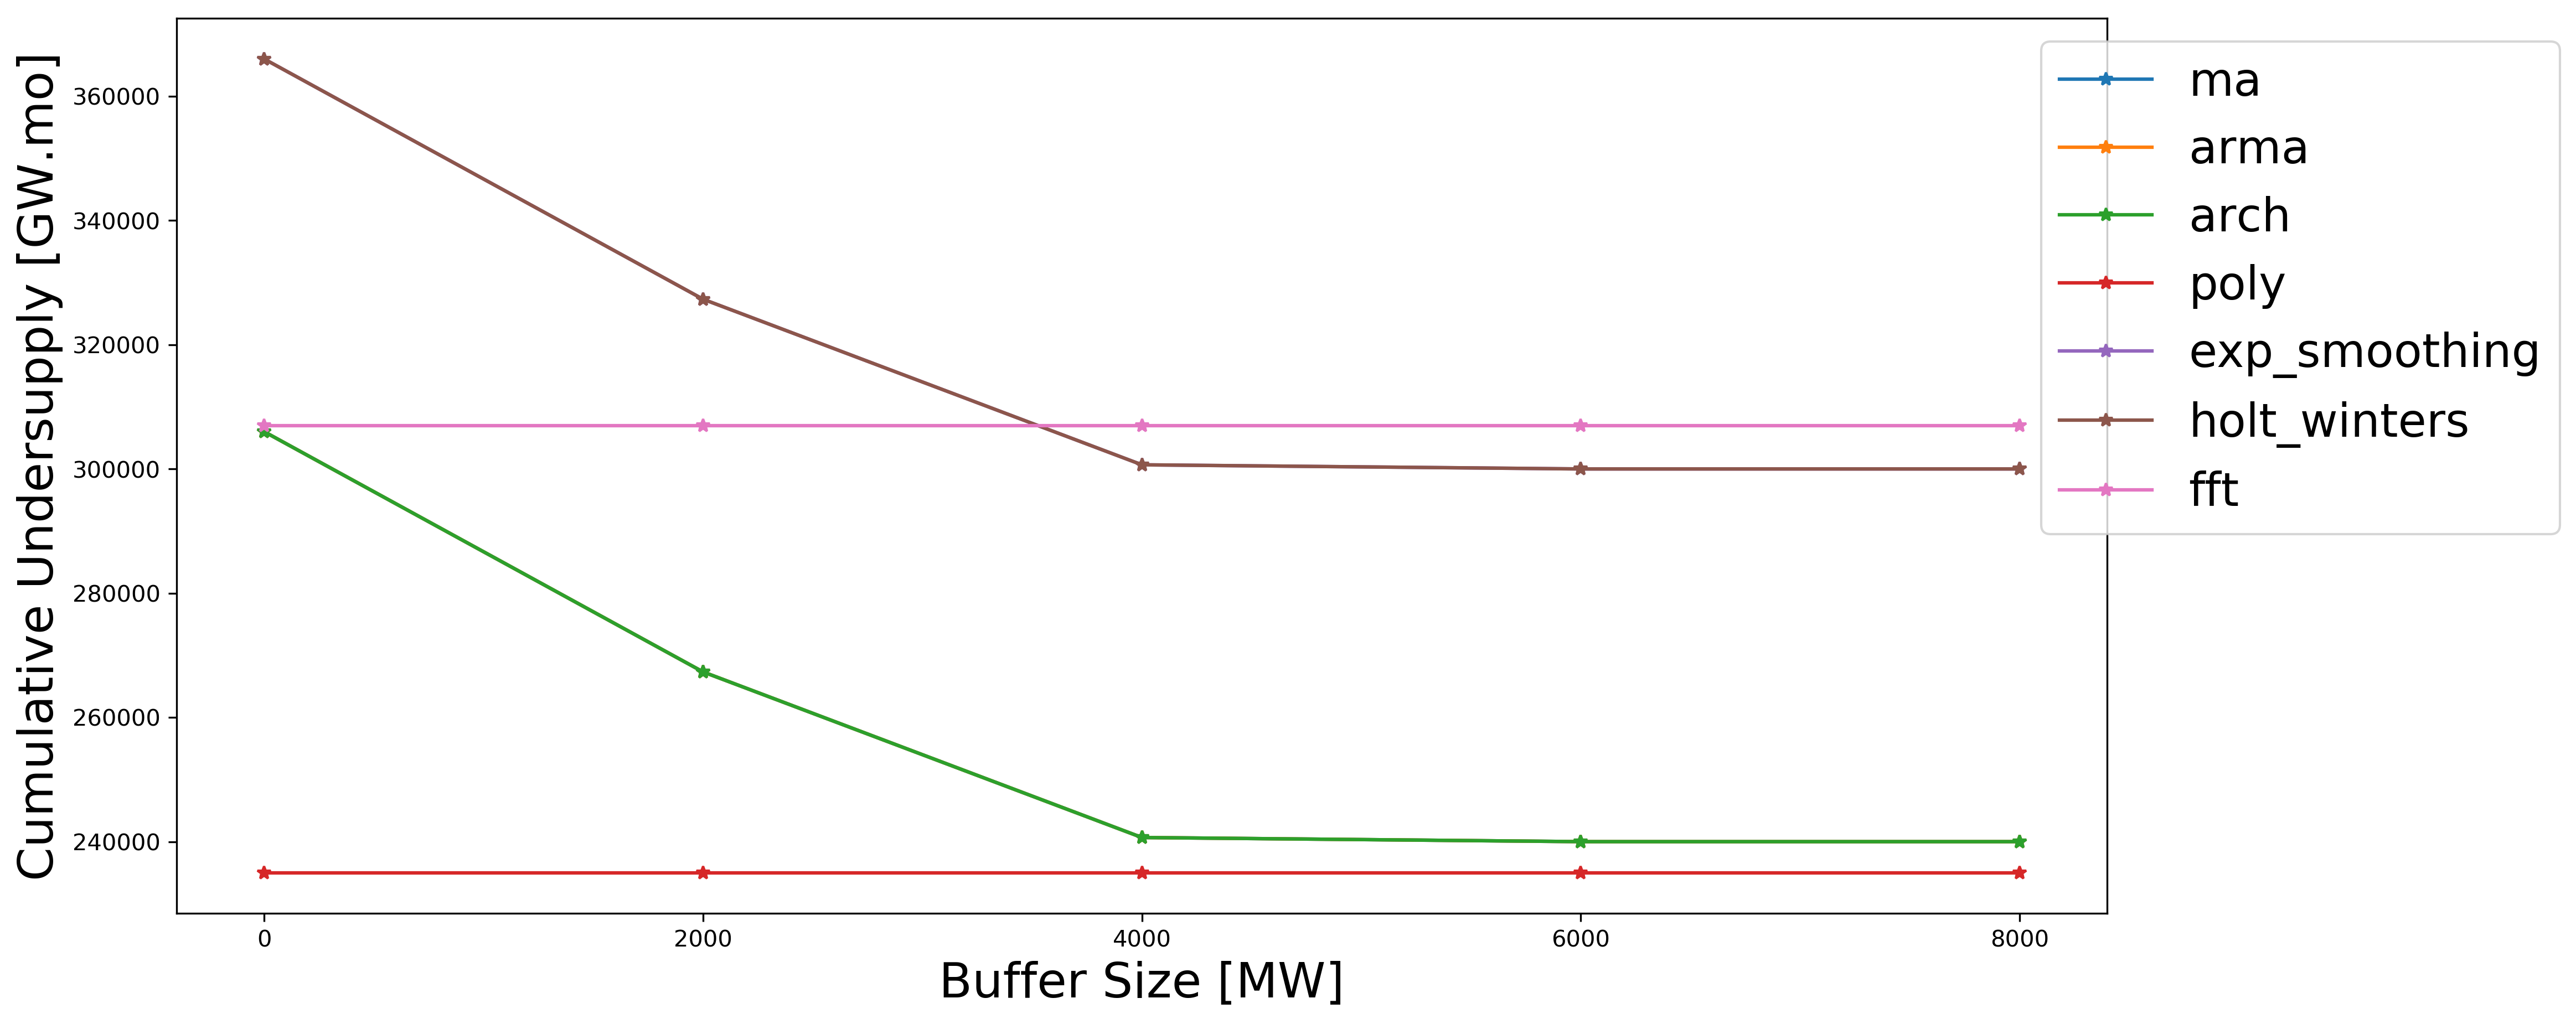 Cumulative Undersupply [GW.mo]
360000
340000
320000
300000
280000
260000
240000
0 2000 4000 6000 8000
Buffer Size [MW]
ma
arma
arch
poly
exp_smoothing
holt_winters
fft